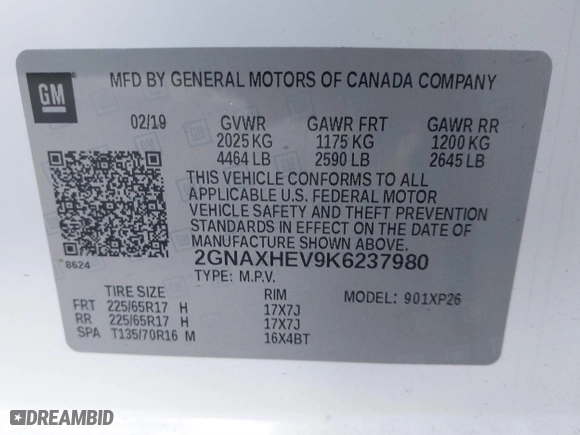 GM
MFD BY GENERAL MOTORS OF CANADA COMPANY
02/19 GVWR GAWR FRT GAWR RR
2025 KG 1175 KG 1200 KG
4464 LB 2590 LB 2645 LB
THIS VEHICLE CONFORMS TO ALL
APPLICABLE U.S. FEDERAL MOTOR
VEHICLE SAFETY AND THEFT PREVENTION
STANDARDS IN EFFECT ON THE DATE OF
MANUFACTURE SHOWN ABOVE.
8624
2GNAXHEV9K6237980
TYPE: M.P.V.
TIRE SIZE RIM MODEL: 901XP26
FRT 225/65R17 H 17X7J
RR 225/65R17 H 17X7J
SPA T135/70R16 M 16X4BT
DREAMBID